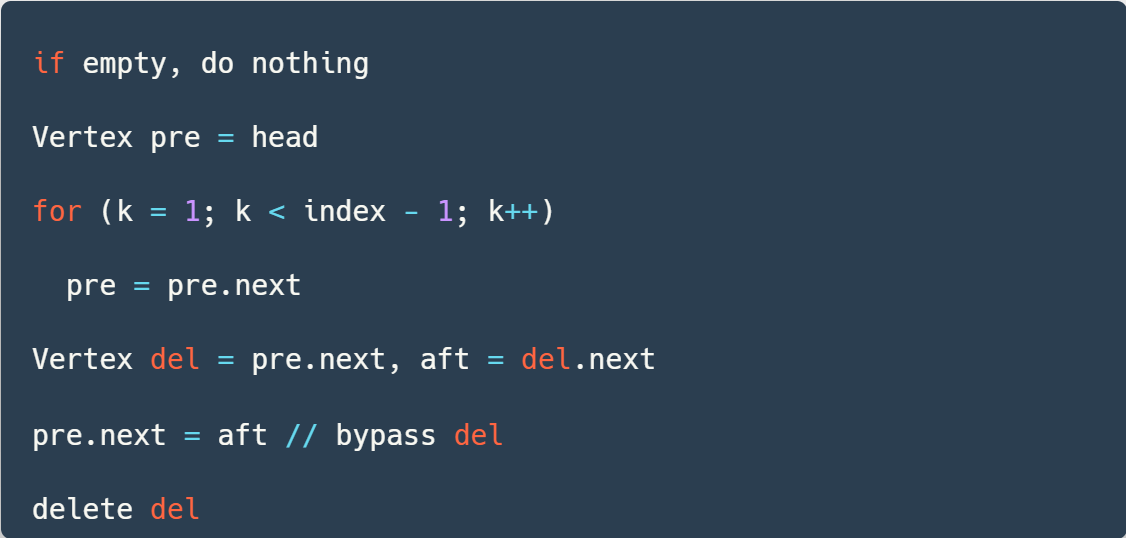 if empty, do nothing
Vertex pre = head
for (k = 1; k < index - 1; k++)
  pre = pre.next
Vertex del = pre.next, aft = del.next
pre.next = aft // bypass del
delete del